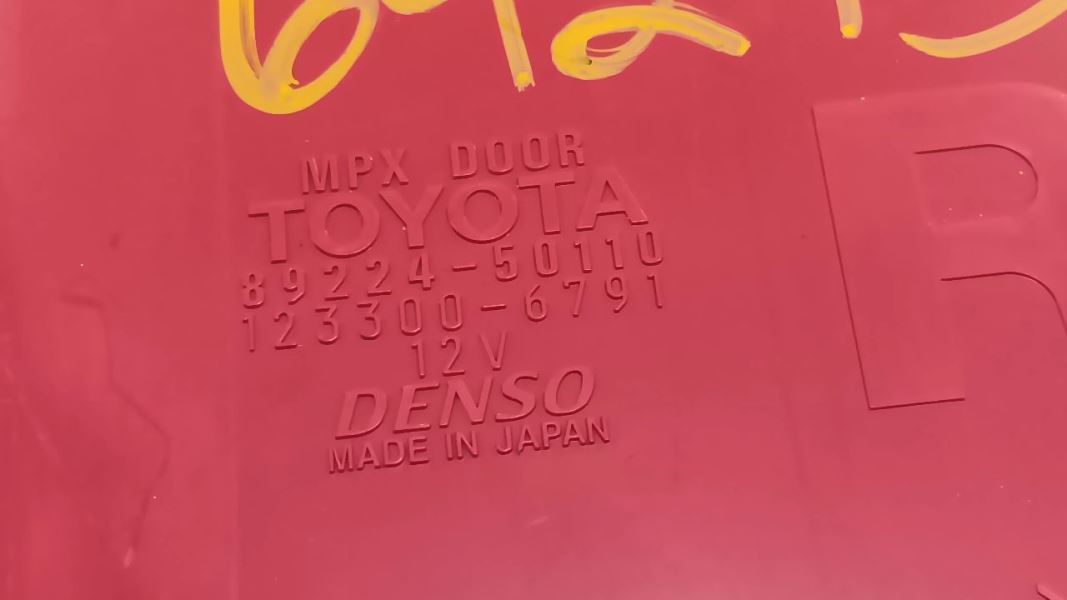 MPX DOOR
TOYOTA
89224-50110
123300-6791
12V
DENSO
MADE IN JAPAN
R